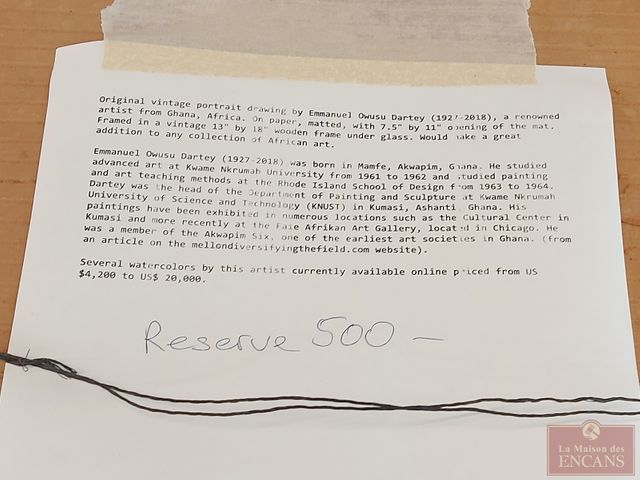 Original vintage portrait drawing by Emmanuel Owusu Dartey (1927-2018), a renowned
artist from Ghana, Africa. On paper, matted, with 7.5" by 11" opening of the mat.
Framed in a vintage 13" by 18" wooden frame under glass. Would make a great
addition to any collection of African art.
Emmanuel Owusu Dartey (1927-2018) was born in Mamfe, Akwapim, Ghana. He studied
advanced art at Kwame Nkrumah University from 1961 to 1962 and studied painting
and art teaching methods at the Rhode Island School of Design from 1963 to 1964.
Dartey was the head of the Department of Painting and Sculpture at Kwame Nkrumah
University of Science and Technology (KNUST) in Kumasi, Ashanti Ghana. His
paintings have been exhibited in numerous locations such as the Cultural Center in
Kumasi and more recently at the Faie Afrikan Art Gallery, located in Chicago. He
was a member of the Akwapim Six, one of the earliest art societies in Ghana. (from
an article on the mellondiversifyingthefield.com website).
Several watercolors by this artist currently available online priced from US
$4,200 to US$ 20,000.
Reserve 500 —
La Maison des
ENCANS